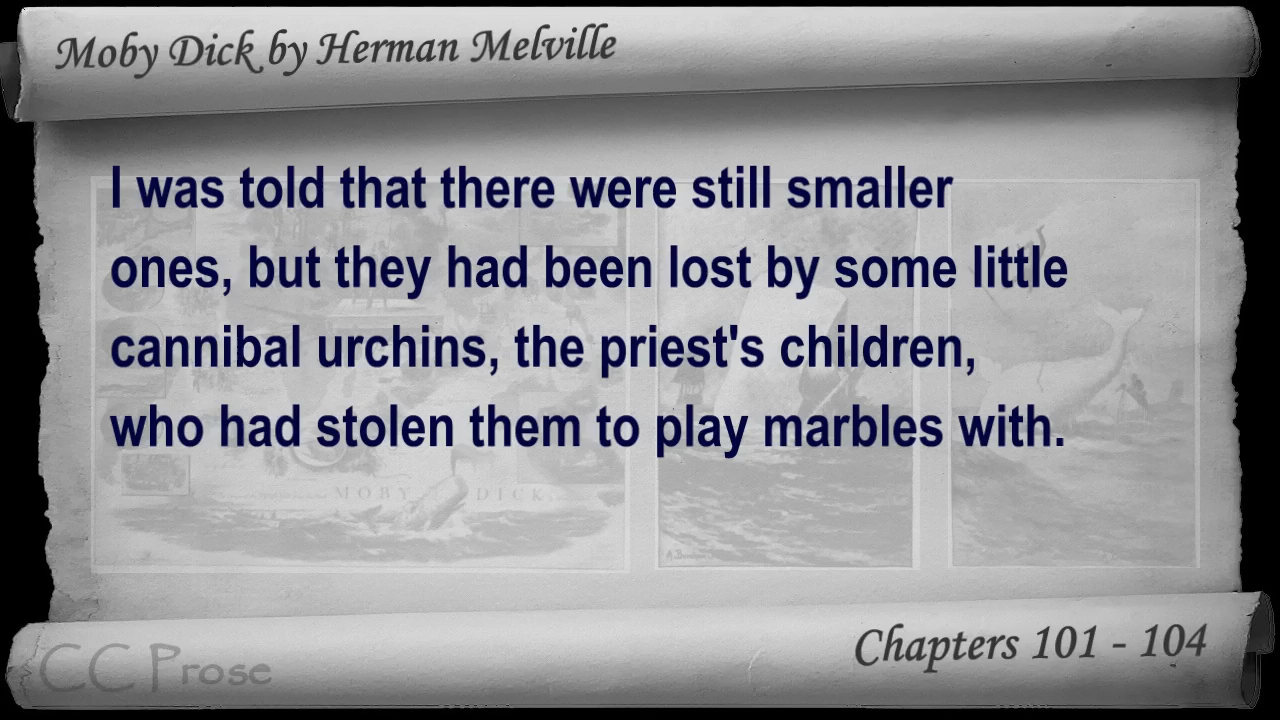 Moby Dick by Herman Melville
I was told that there were still smaller
ones, but they had been lost by some little
cannibal urchins, the priest's children,
who had stolen them to play marbles with.
MOBY DICK
Chapters 101 - 104
CC Prose